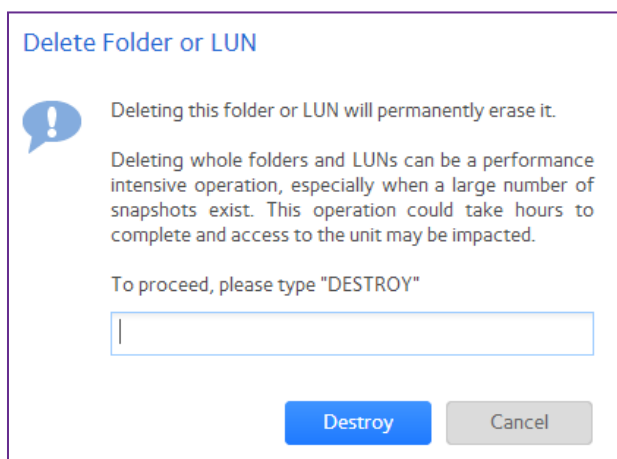 Delete Folder or LUN
Deleting this folder or LUN will permanently erase it.
Deleting whole folders and LUNs can be a performance
intensive operation, especially when a large number of
snapshots exist. This operation could take hours to
complete and access to the unit may be impacted.
To proceed, please type "DESTROY"
Destroy
Cancel